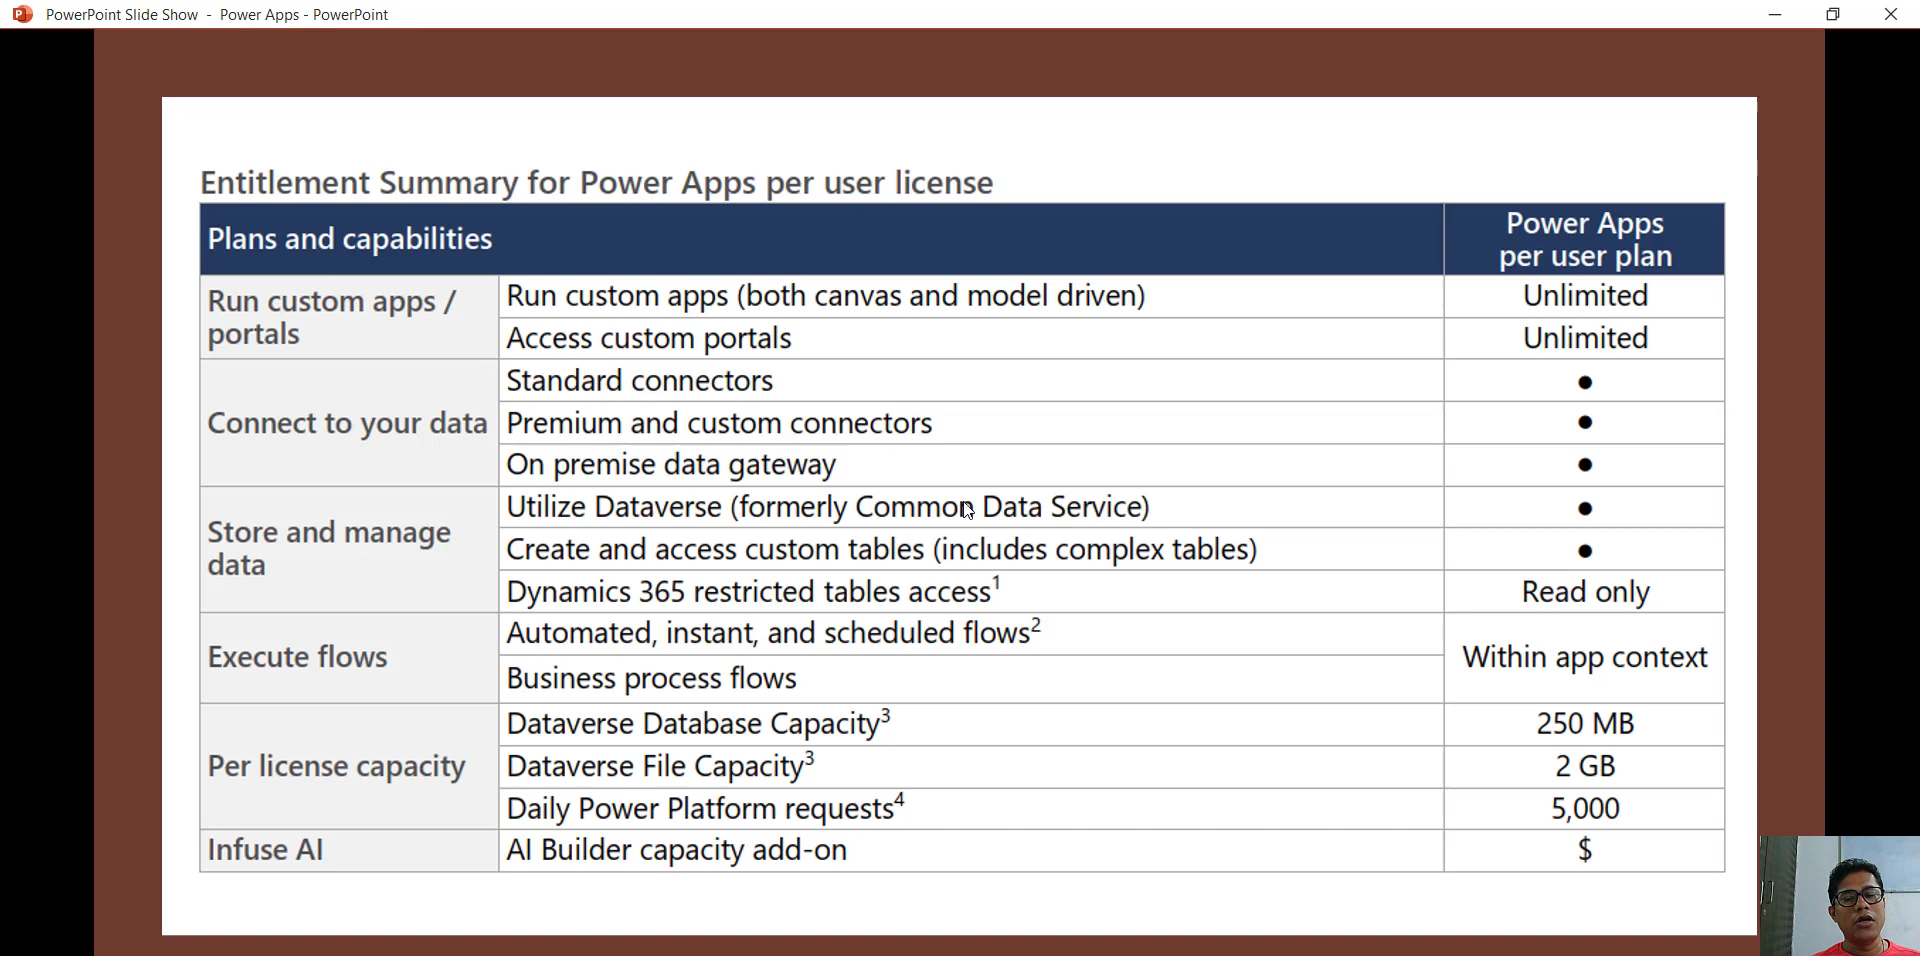 PowerPoint Slide Show - Power Apps - PowerPoint
Entitlement Summary for Power Apps per user license
Plans and capabilities
Power Apps
per user plan
Run custom apps /
portals
Run custom apps (both canvas and model driven)
Unlimited
Access custom portals
Unlimited
Connect to your data
Standard connectors
●
Premium and custom connectors
●
On premise data gateway
●
Store and manage
data
Utilize Dataverse (formerly Common Data Service)
●
Create and access custom tables (includes complex tables)
●
Dynamics 365 restricted tables access¹
Read only
Execute flows
Automated, instant, and scheduled flows²
Business process flows
Within app context
Per license capacity
Dataverse Database Capacity³
250 MB
Dataverse File Capacity³
2 GB
Daily Power Platform requests⁴
5,000
Infuse AI
AI Builder capacity add-on
$